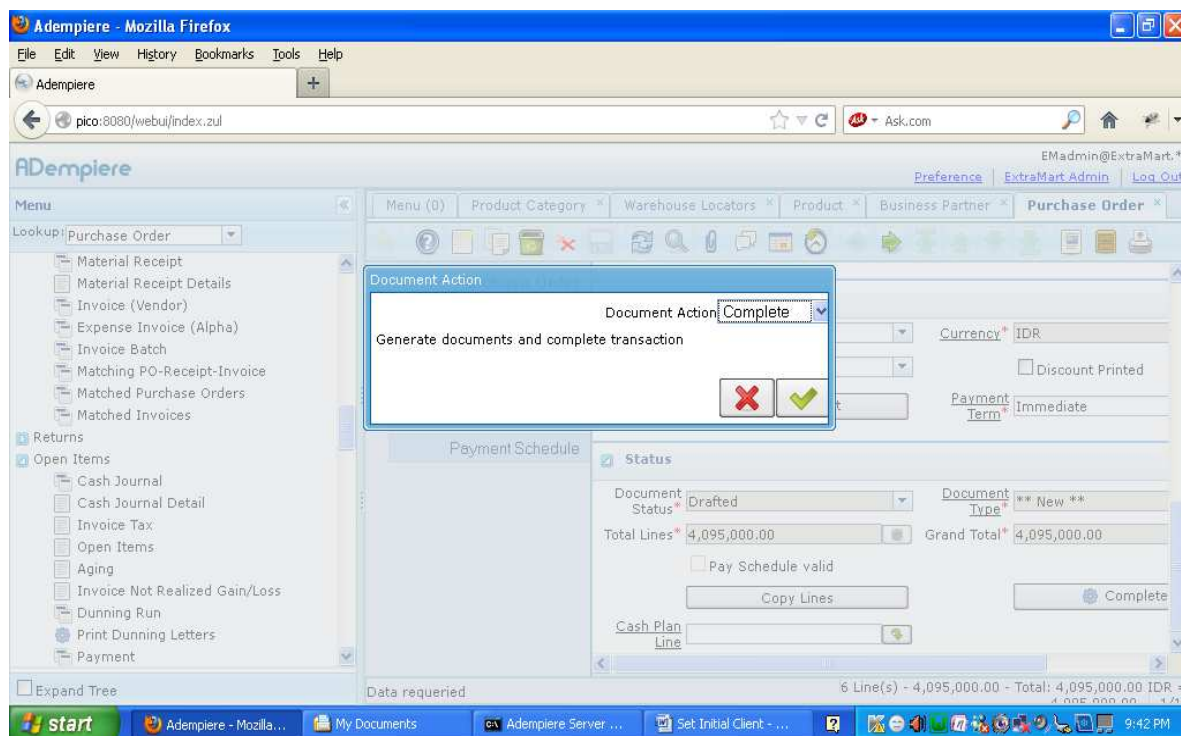 Adempiere - Mozilla Firefox
File Edit View History Bookmarks Tools Help
Adempiere
pico:8080/webui/index.zul
Ask.com
ADempiere
EMadmin@ExtraMart.*
Preference ExtraMart Admin Log Out
Menu
Menu (0) Product Category Warehouse Locators Product Business Partner Purchase Order
Lookup: Purchase Order
Material Receipt
Material Receipt Details
Invoice (Vendor)
Expense Invoice (Alpha)
Invoice Batch
Matching PO-Receipt-Invoice
Matched Purchase Orders
Matched Invoices
Returns
Open Items
Cash Journal
Cash Journal Detail
Invoice Tax
Open Items
Aging
Invoice Not Realized Gain/Loss
Dunning Run
Print Dunning Letters
Payment
Expand Tree
Document Action
Document Action Complete
Generate documents and complete transaction
Currency* IDR
Discount Printed
Payment Term* Immediate
Payment Schedule
Status
Document Status* Drafted
Document Type* ** New **
Total Lines* 4,095,000.00
Grand Total* 4,095,000.00
Pay Schedule valid
Copy Lines
Complete
Cash Plan Line
Data requeried
6 Line(s) - 4,095,000.00 - Total: 4,095,000.00 IDR =
start Adempiere - Mozilla... My Documents Adempiere Server ... Set Initial Client - ... 9:42 PM